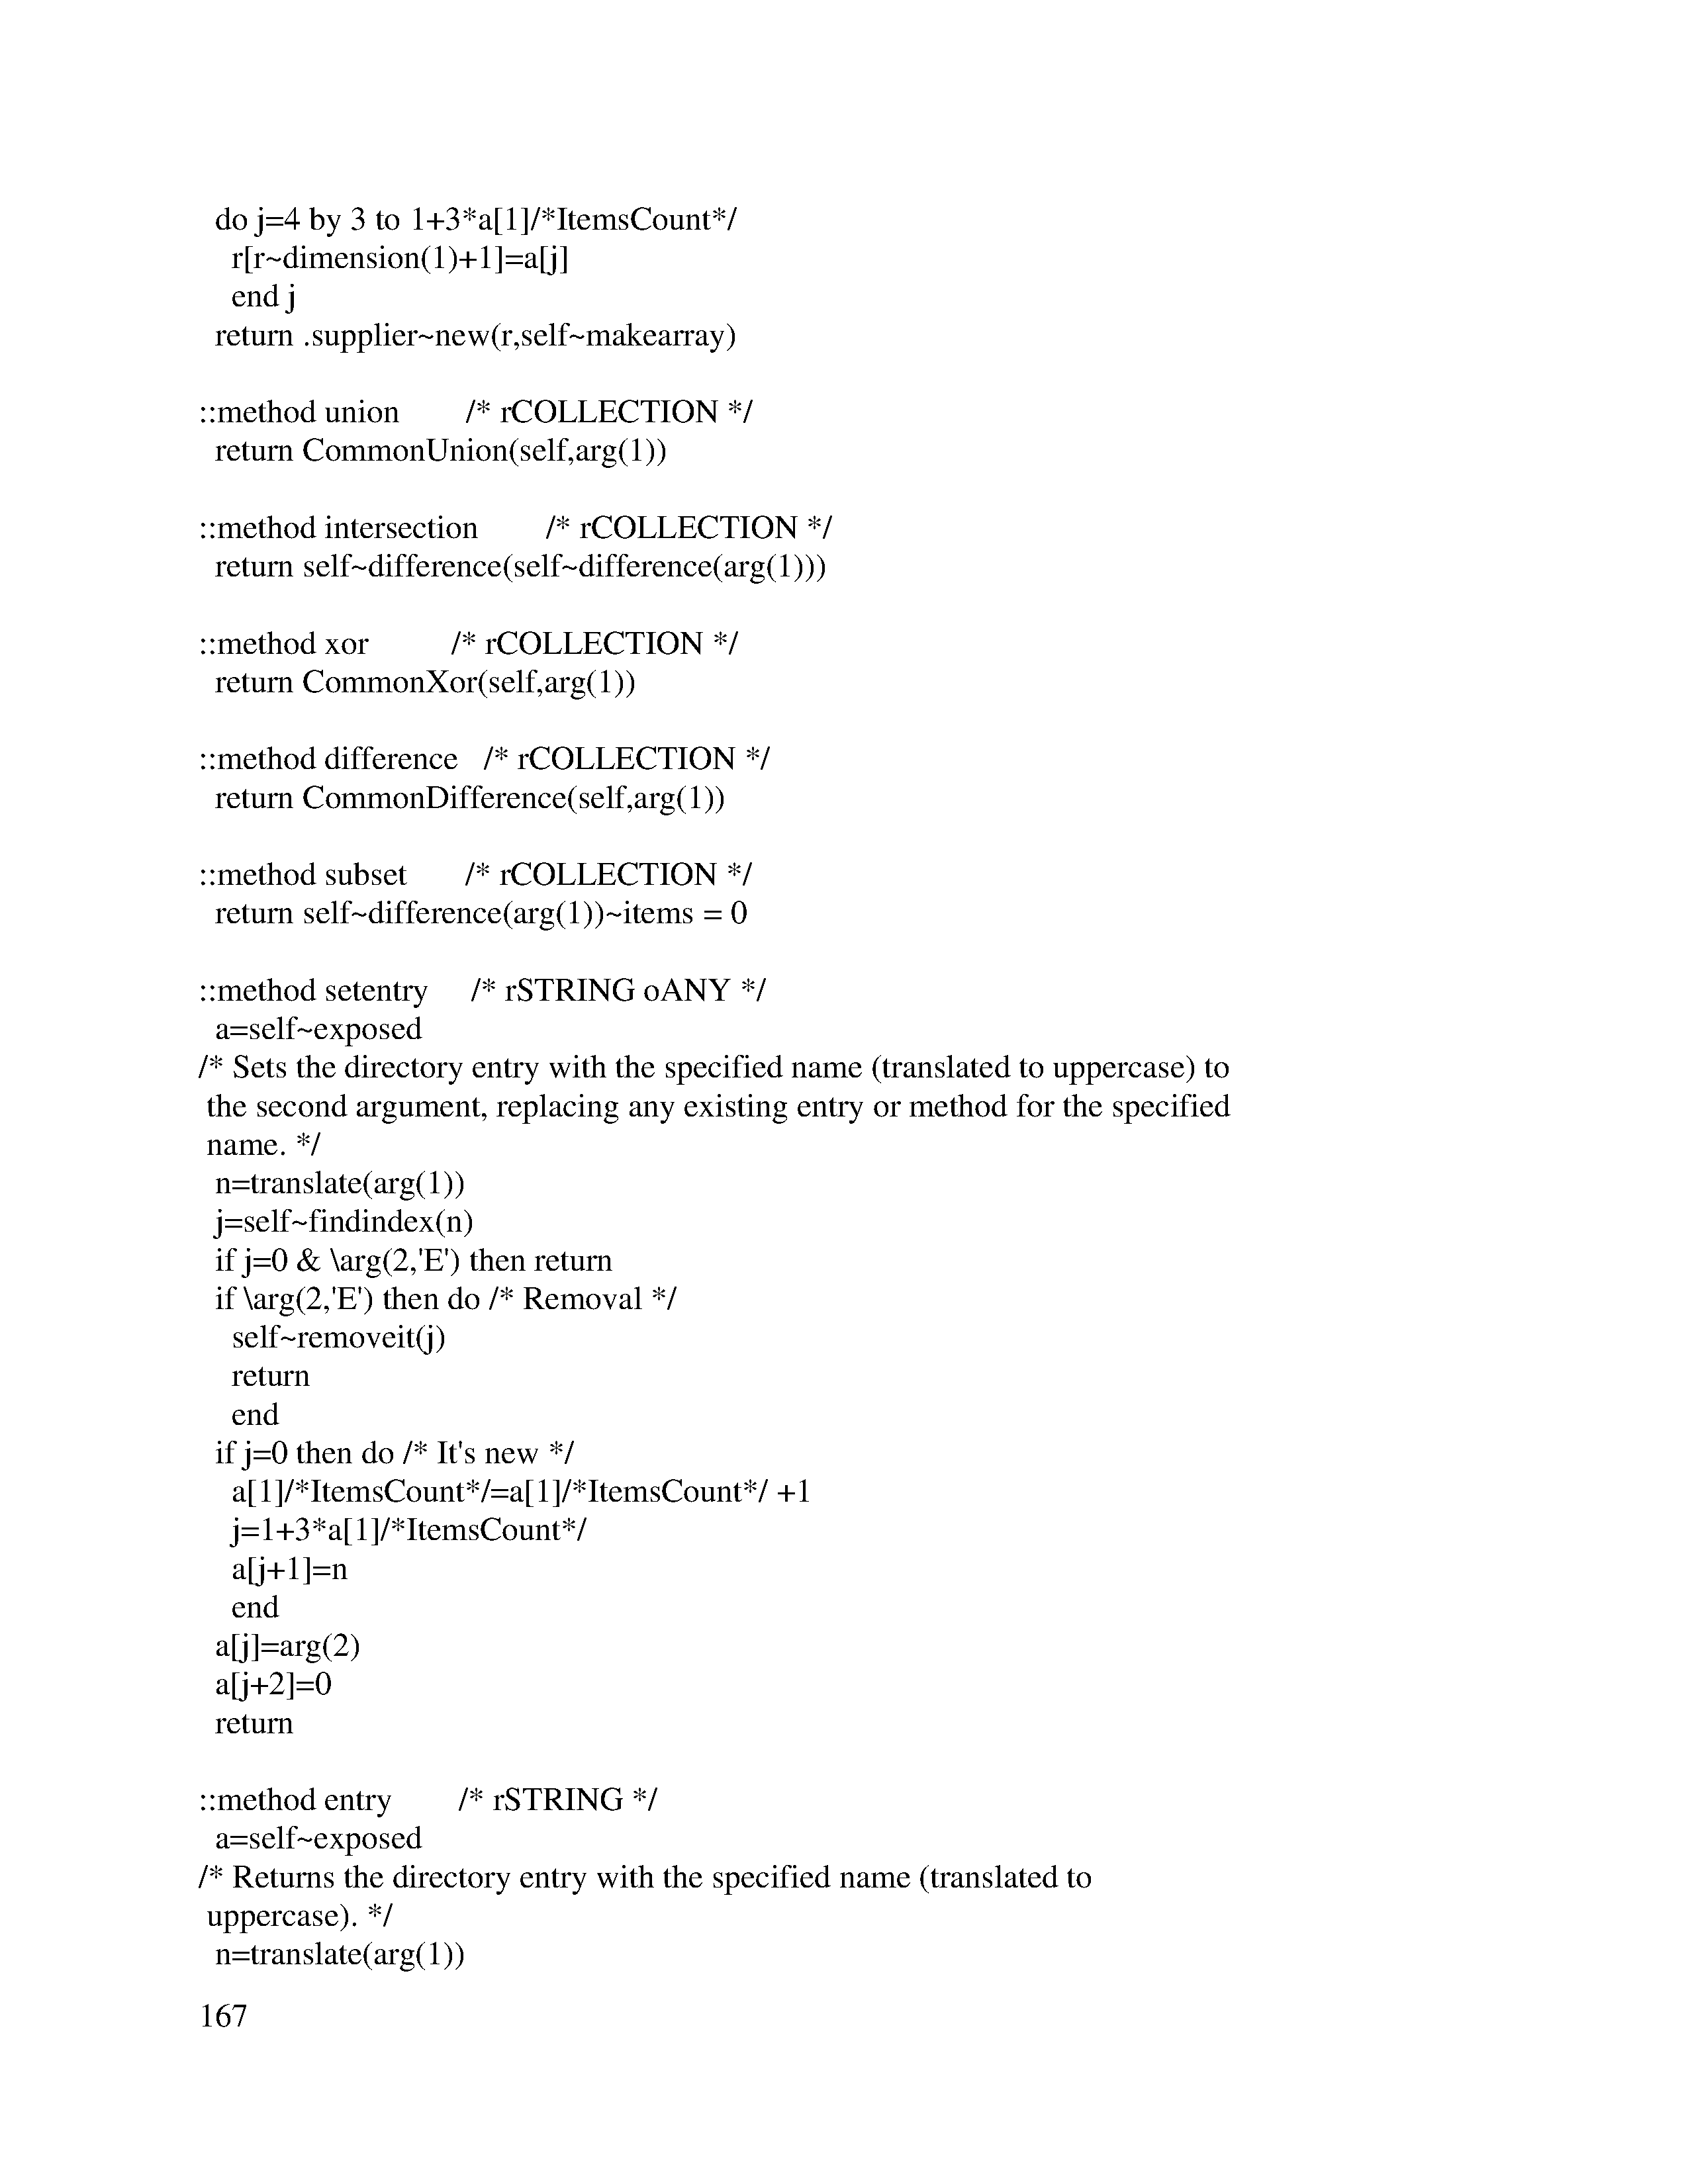 do j=4 by 3 to 1+3*a[1]/*ItemsCount*/
r[r~dimension(1)+1]=a[j]
end j
return .supplier~new(r,self~makearray)
::method union /* rCOLLECTION */
return CommonUnion(self,arg(1))
::method intersection /* rCOLLECTION */
return self~difference(self~difference(arg(1)))
::method xor /* rCOLLECTION */
return CommonXor(self,arg(1))
::method difference /* rCOLLECTION */
return CommonDifference(self,arg(1))
::method subset /* rCOLLECTION */
return self~difference(arg(1))~items = 0
::method setentry /* rSTRING oANY */
a=self~exposed
/* Sets the directory entry with the specified name (translated to uppercase) to
the second argument, replacing any existing entry or method for the specified
name. */
n=translate(arg(1))
j=self~findindex(n)
if j=0 & \arg(2,'E') then return
if \arg(2,'E') then do /* Removal */
self~removeit(j)
return
end
if j=0 then do /* It's new */
a[1]/*ItemsCount*/=a[1]/*ItemsCount*/ +1
j=1+3*a[1]/*ItemsCount*/
a[j+1]=n
end
a[j]=arg(2)
a[j+2]=0
return
::method entry /* rSTRING */
a=self~exposed
/* Returns the directory entry with the specified name (translated to
uppercase). */
n=translate(arg(1))
167